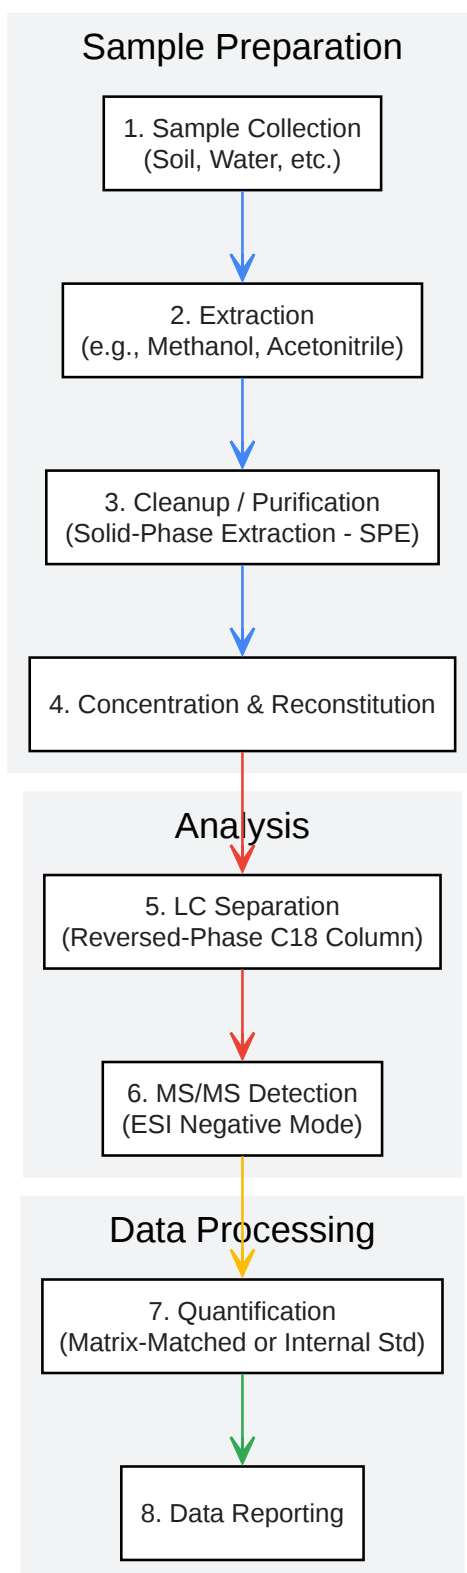 Sample Preparation
1. Sample Collection
(Soil, Water, etc.)
2. Extraction
(e.g., Methanol, Acetonitrile)
3. Cleanup / Purification
(Solid-Phase Extraction - SPE)
4. Concentration & Reconstitution
Analysis
5. LC Separation
(Reversed-Phase C18 Column)
6. MS/MS Detection
(ESI Negative Mode)
Data Processing
7. Quantification
(Matrix-Matched or Internal Std)
8. Data Reporting